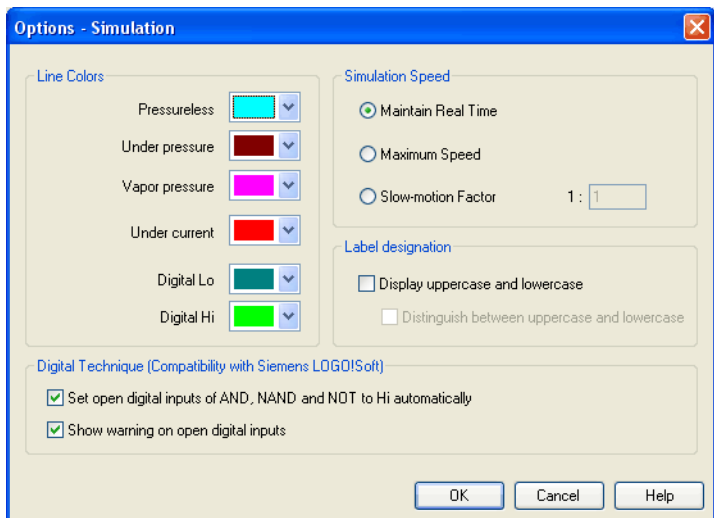 Options - Simulation
Line Colors
Pressureless
Under pressure
Vapor pressure
Under current
Digital Lo
Digital Hi
Simulation Speed
Maintain Real Time
Maximum Speed
Slow-motion Factor 1 : 1
Label designation
Display uppercase and lowercase
Distinguish between uppercase and lowercase
Digital Technique (Compatibility with Siemens LOGO!Soft)
Set open digital inputs of AND, NAND and NOT to Hi automatically
Show warning on open digital inputs
OK Cancel Help